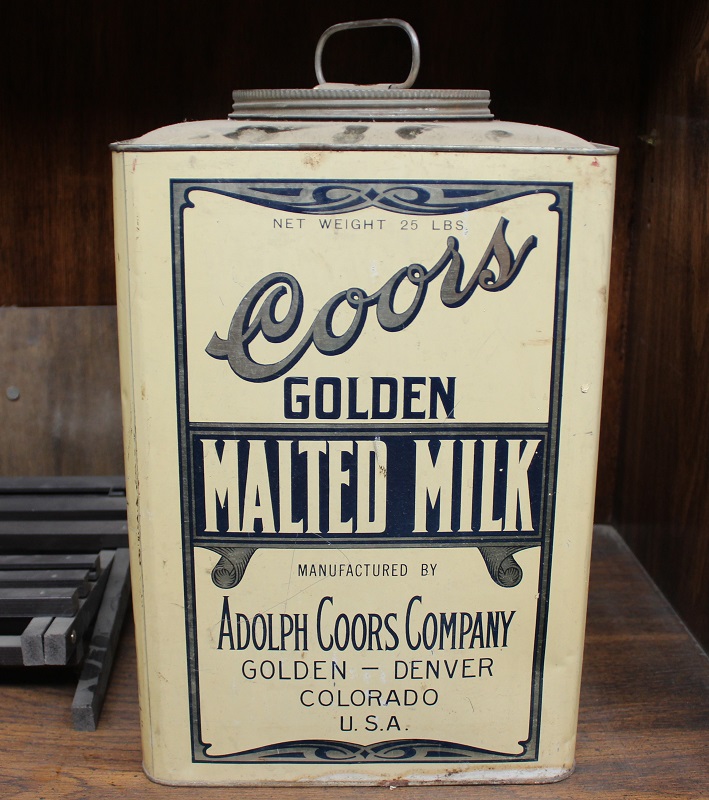 NET WEIGHT 25 LBS.
Coors
GOLDEN
MALTED MILK
MANUFACTURED BY
ADOLPH COORS COMPANY
GOLDEN — DENVER
COLORADO
U.S.A.